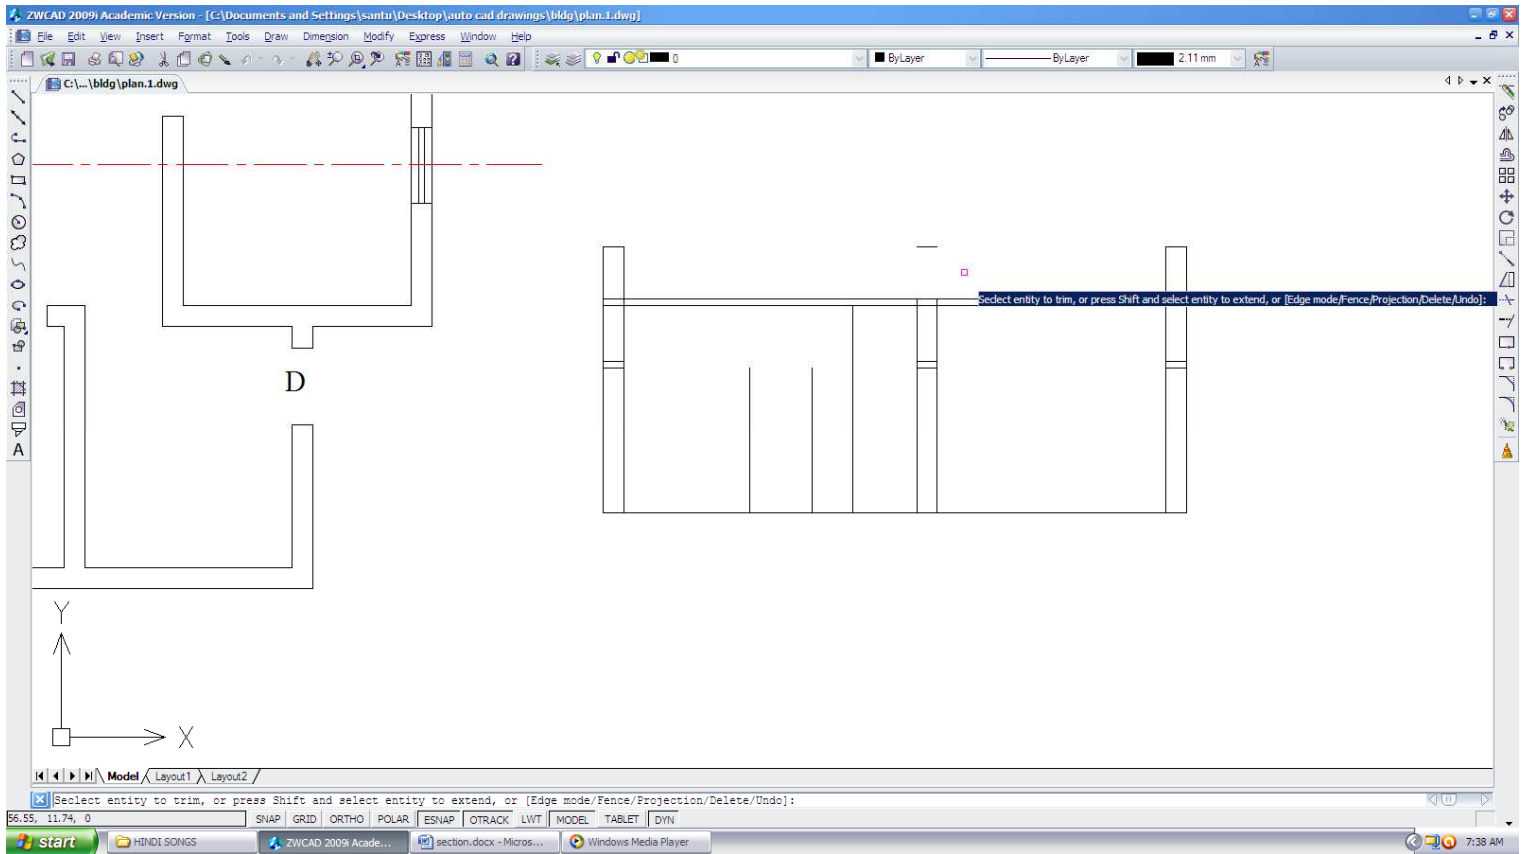 ZWCAD 2009i Academic Version - [C:\Documents and Settings\santu\Desktop\auto cad drawings\bldg\plan.1.dwg]
File Edit View Insert Format Tools Draw Dimension Modify Express Window Help
0 ByLayer ByLayer 2.11 mm
C:\...\bldg\plan.1.dwg
Seclect entity to trim, or press Shift and select entity to extend, or [Edge mode/Fence/Projection/Delete/Undo]:
D
A
Y
X
Model Layout1 Layout2
Seclect entity to trim, or press Shift and select entity to extend, or [Edge mode/Fence/Projection/Delete/Undo]:
56.55, 11.74, 0 SNAP GRID ORTHO POLAR ESNAP OTRACK LWT MODEL TABLET DYN
start HINDI SONGS ZWCAD 2009i Acade... section.docx - Micros... Windows Media Player 7:38 AM